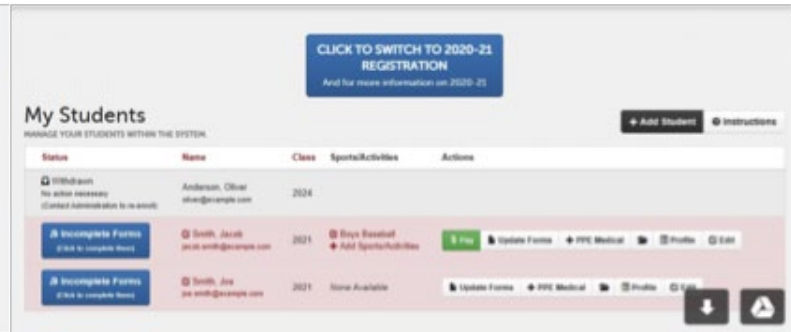 CLICK TO SWITCH TO 2020-21
REGISTRATION
And for more information on 2020-21
My Students
MANAGE YOUR STUDENTS WITHIN THE SYSTEM.
+ Add Student Instructions
Status Name Class Sports/Activities Actions
Withdrawn
No action necessary
(Contact Administration to re-enroll)
Anderson, Oliver
oliver@example.com
2024
Incomplete Forms
(Click to complete them)
Smith, Jacob
jacob.smith@example.com
2021
Boys Baseball
+ Add Sports/Activities
$ Pay Update Forms + PPE Medical Profile Edit
Incomplete Forms
(Click to complete them)
Smith, Joe
joe.smith@example.com
2021 None Available
Update Forms + PPE Medical Profile Edit